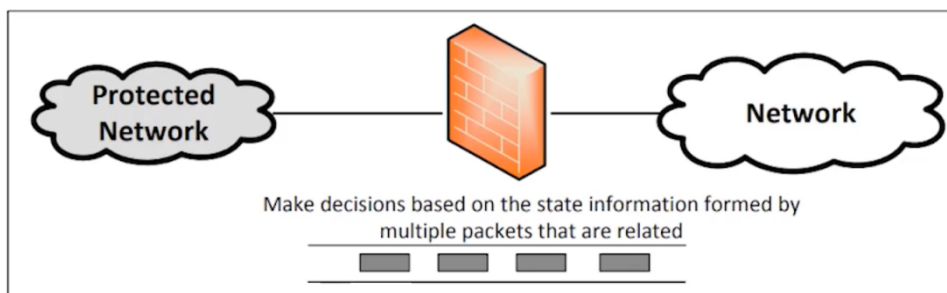 Protected
Network
Network
Make decisions based on the state information formed by
multiple packets that are related